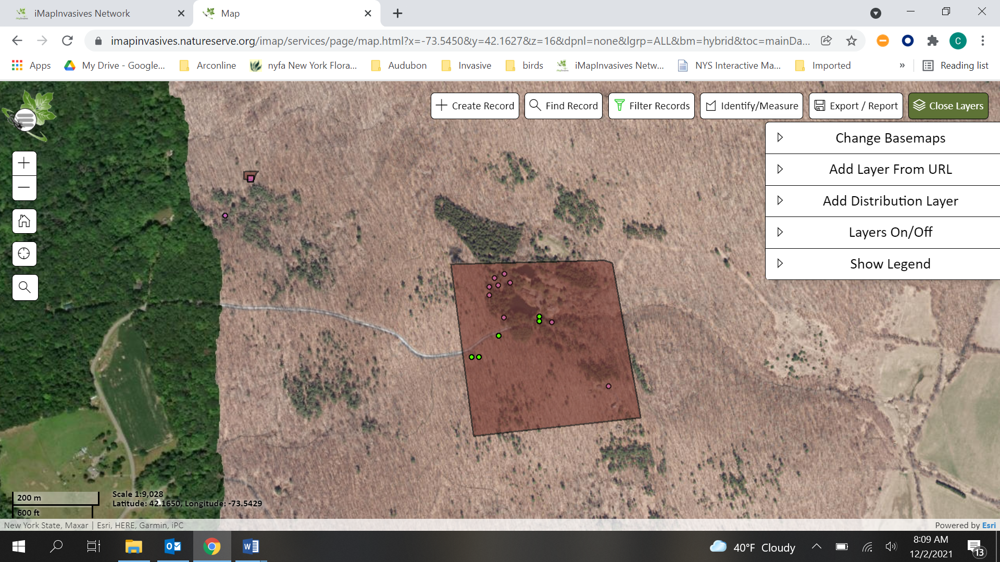 iMapInvasives Network
Map
imapinvasives.natureserve.org/imap/services/page/map.html?x=-73.5450&y=42.1627&z=16&dpnl=none&lgrp=ALL&bm=hybrid&toc=mainDa...
C
Apps
My Drive - Google...
Arconline
nyfa New York Flora...
Audubon
Invasive
birds
iMapInvasives Netw...
NYS Interactive Ma...
Imported
»
Reading list
Create Record
Find Record
Filter Records
Identify/Measure
Export / Report
Close Layers
Change Basemaps
Add Layer From URL
Add Distribution Layer
Layers On/Off
Show Legend
200 m
600 ft
Scale 1:9,028
Latitude: 42.1650, Longitude: -73.5429
New York State, Maxar | Esri, HERE, Garmin, iPC
Powered by Esri
40°F Cloudy
8:09 AM
12/2/2021
13